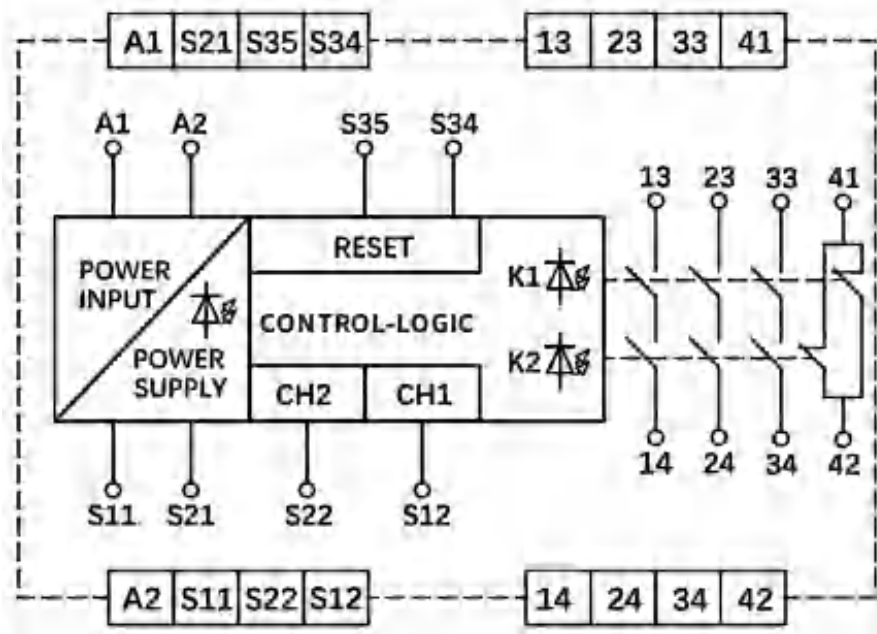 A1 S21 S35 S34 13 23 33 41
A1 A2 S35 S34
13 23 33 41
POWER INPUT
RESET
K1
CONTROL-LOGIC
POWER SUPPLY
K2
CH2 CH1
14 24 34 42
S11 S21 S22 S12
A2 S11 S22 S12 14 24 34 42